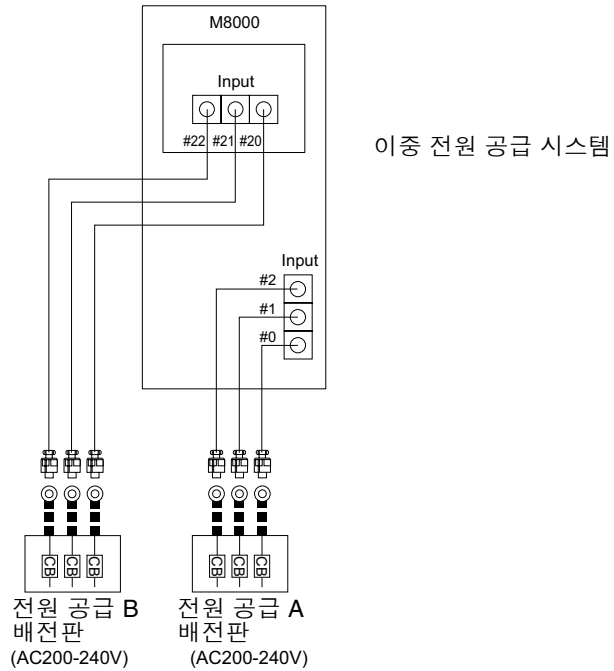 M8000
Input
#22 #21 #20
이중 전원 공급 시스템
Input
#2
#1
#0
CB CB CB CB CB CB
전원 공급 B
배전판
(AC200-240V)
전원 공급 A
배전판
(AC200-240V)